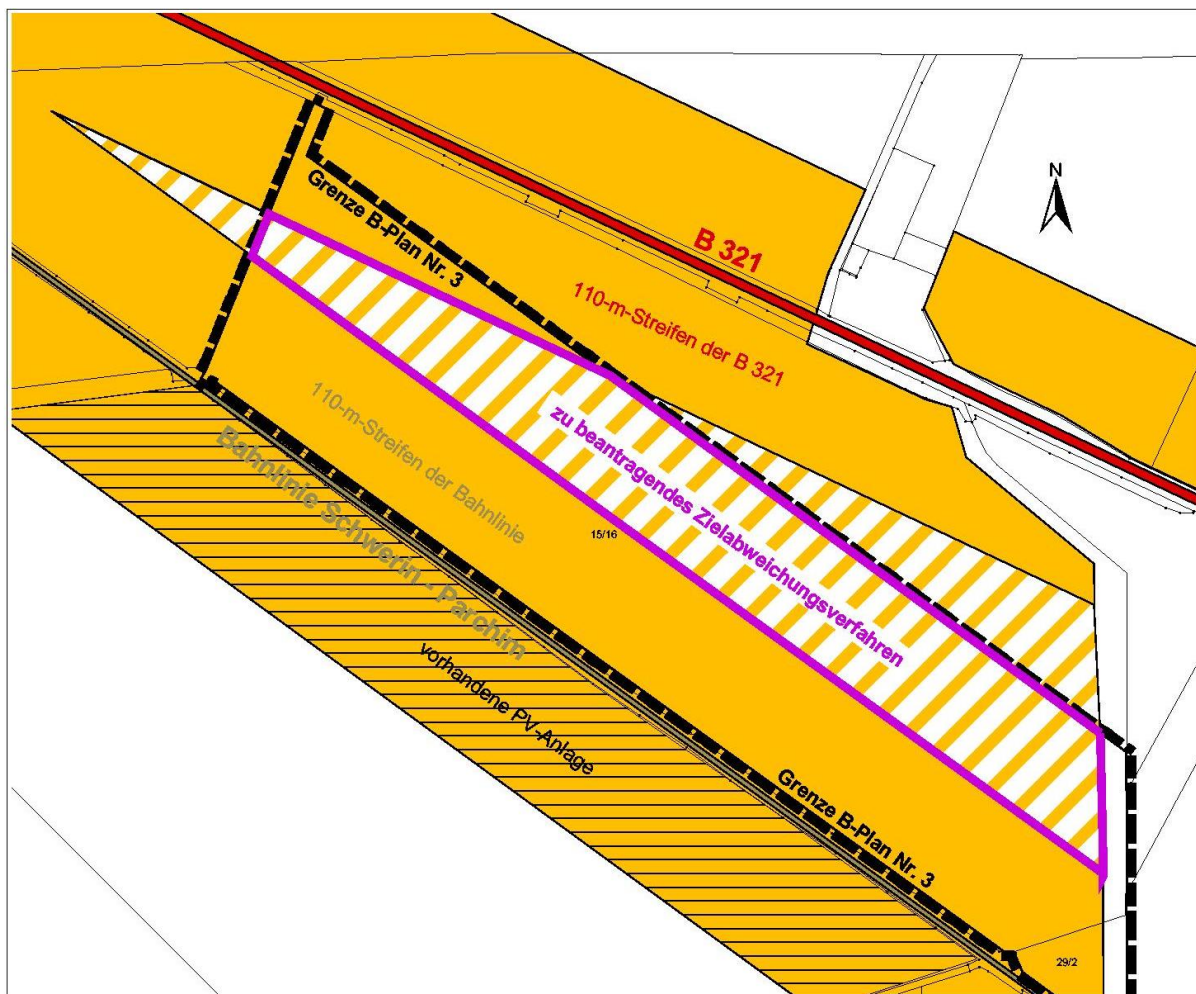 N
B 321
Grenze B-Plan Nr. 3
110-m-Streifen der B 321
110-m-Streifen der Bahnlinie
zu beantragendes Zielabweichungsverfahren
Bahnlinie Schwerin - Parchim
15/16
vorhandene PV-Anlage
Grenze B-Plan Nr. 3
29/2